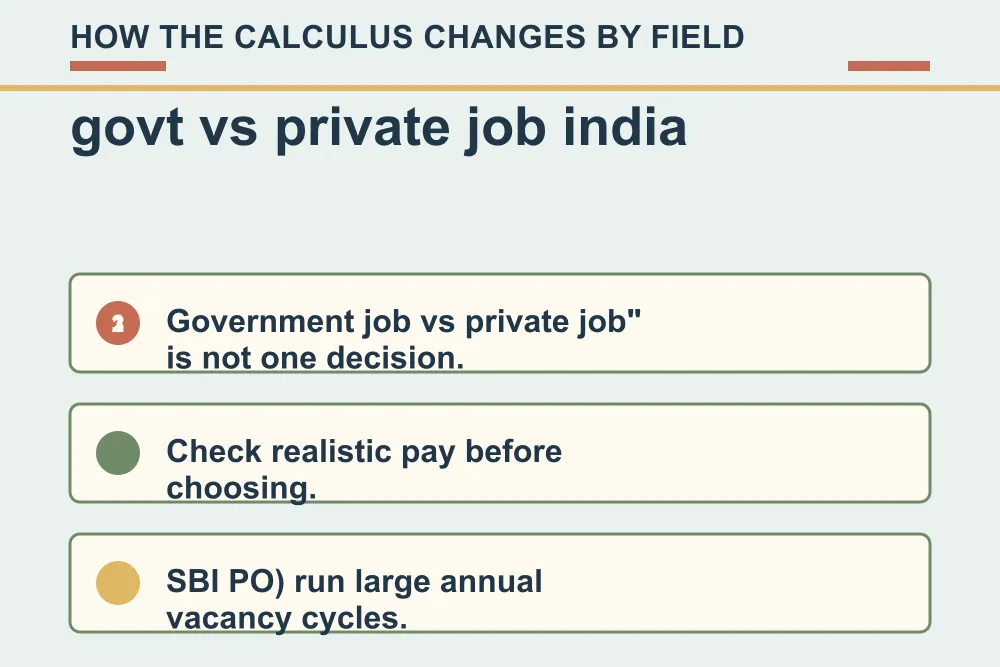 HOW THE CALCULUS CHANGES BY FIELD
govt vs private job india
Government job vs private job"
is not one decision.
Check realistic pay before
choosing.
SBI PO) run large annual
vacancy cycles.